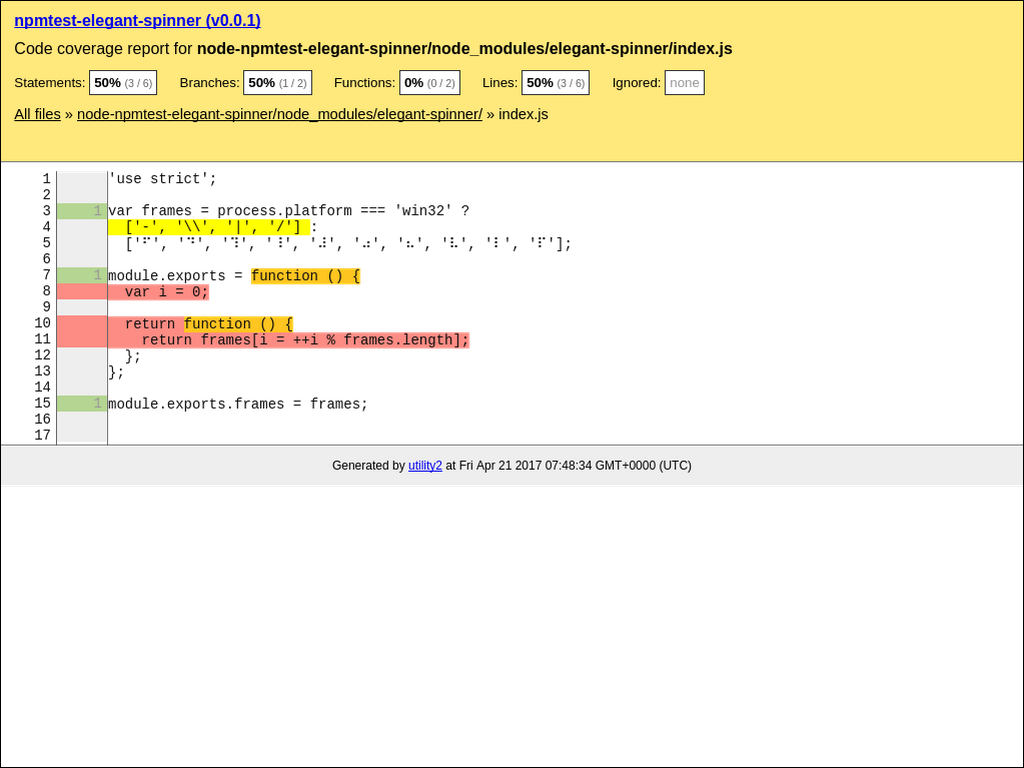 npmtest-elegant-spinner (v0.0.1)
Code coverage report for node-npmtest-elegant-spinner/node_modules/elegant-spinner/index.js
Statements: 50% (3 / 6) Branches: 50% (1 / 2) Functions: 0% (0 / 2) Lines: 50% (3 / 6) Ignored: none
All files » node-npmtest-elegant-spinner/node_modules/elegant-spinner/ » index.js
1 'use strict';
2
3 1 var frames = process.platform === 'win32' ?
4   ['-', '\\', '|', '/'] :
5   ['⠋', '⠙', '⠹', '⠸', '⠼', '⠴', '⠦', '⠧', '⠇', '⠏'];
6
7 1 module.exports = function () {
8   var i = 0;
9
10   return function () {
11     return frames[i = ++i % frames.length];
12   };
13 };
14
15 1 module.exports.frames = frames;
16
17
Generated by utility2 at Fri Apr 21 2017 07:48:34 GMT+0000 (UTC)